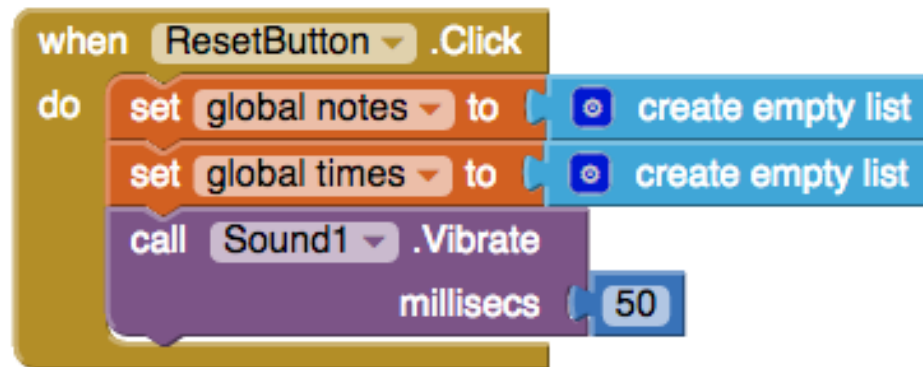 when ResetButton .Click
do set global notes to create empty list
set global times to create empty list
call Sound1 .Vibrate
millisecs 50